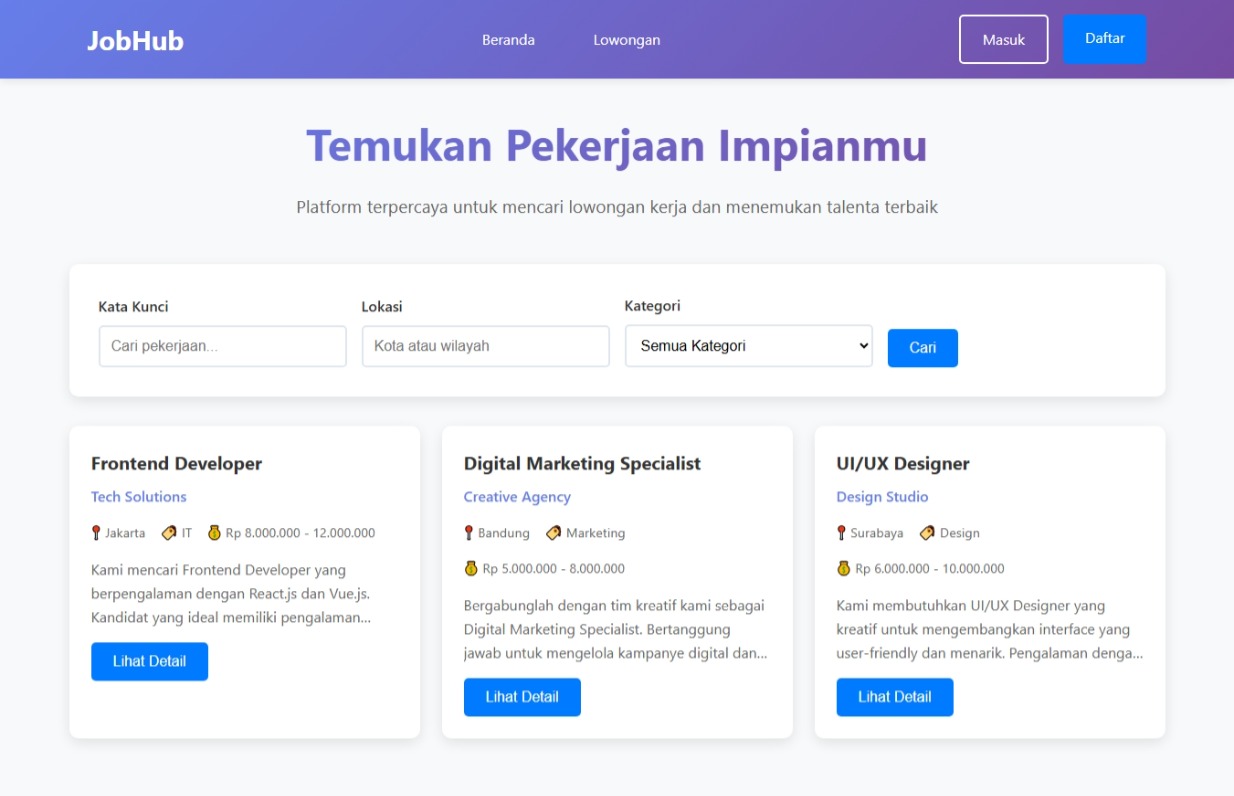 JobHub
Beranda
Lowongan
Masuk
Daftar
Temukan Pekerjaan Impianmu
Platform terpercaya untuk mencari lowongan kerja dan menemukan talenta terbaik
Kata Kunci
Cari pekerjaan...
Lokasi
Kota atau wilayah
Kategori
Semua Kategori
Cari
Frontend Developer
Tech Solutions
Jakarta IT Rp 8.000.000 - 12.000.000
Kami mencari Frontend Developer yang
berpengalaman dengan React.js dan Vue.js.
Kandidat yang ideal memiliki pengalaman...
Lihat Detail
Digital Marketing Specialist
Creative Agency
Bandung Marketing
Rp 5.000.000 - 8.000.000
Bergabunglah dengan tim kreatif kami sebagai
Digital Marketing Specialist. Bertanggung
jawab untuk mengelola kampanye digital dan...
Lihat Detail
UI/UX Designer
Design Studio
Surabaya Design
Rp 6.000.000 - 10.000.000
Kami membutuhkan UI/UX Designer yang
kreatif untuk mengembangkan interface yang
user-friendly dan menarik. Pengalaman denga...
Lihat Detail